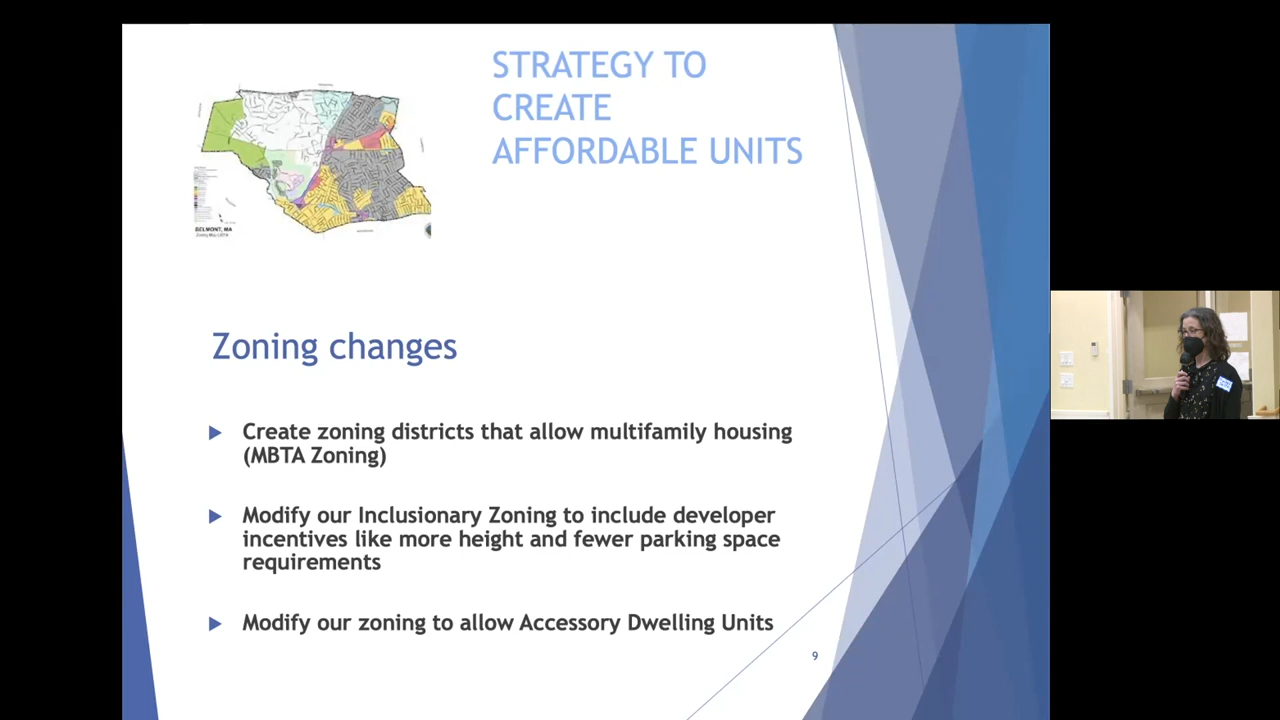 STRATEGY TO
CREATE
AFFORDABLE UNITS
BELMONT, MA
Zoning changes
Create zoning districts that allow multifamily housing
(MBTA Zoning)
Modify our Inclusionary Zoning to include developer
incentives like more height and fewer parking space
requirements
Modify our zoning to allow Accessory Dwelling Units
9